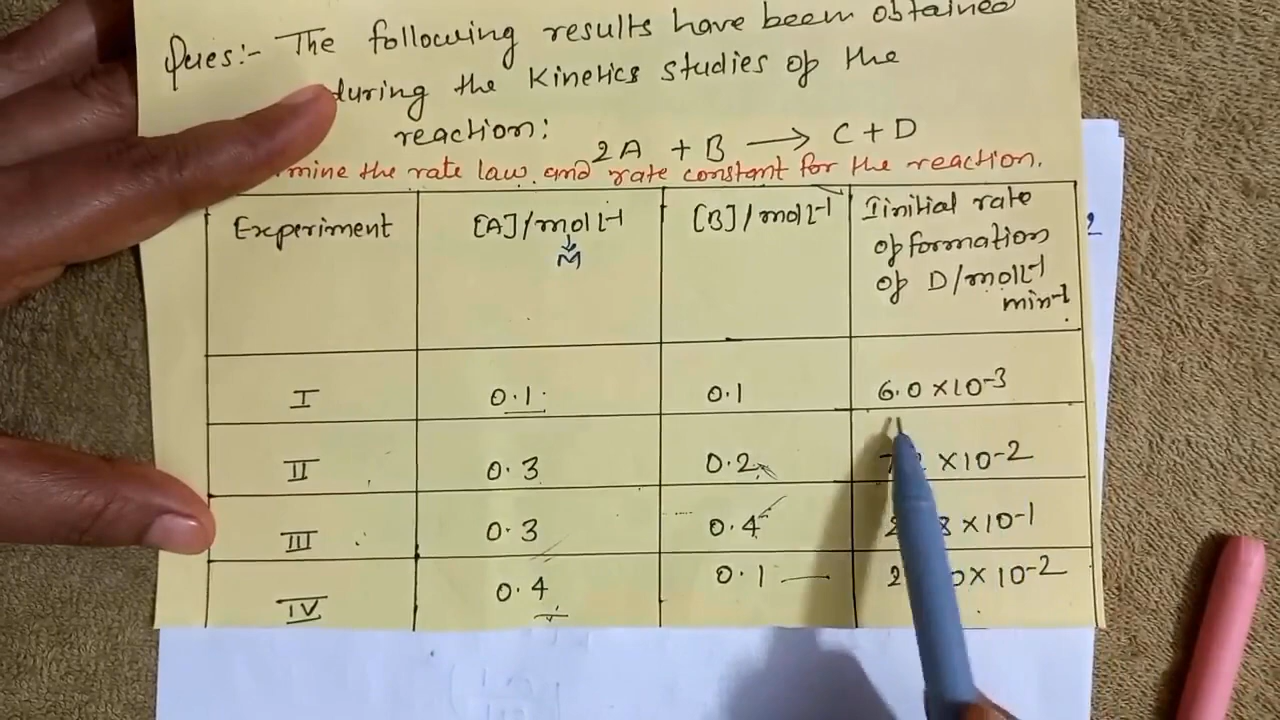 Ques:- The following results have been obtained
during the Kinetics studies of the
reaction:
2A + B → C + D
mine the rate law. and rate constant for the reaction.
Experiment
[A]/mol L-1
M
[B]/mol L-1
Iinitial rate
of formation
of D/mol L-1
min-1
I 0.1 0.1 6.0 × 10-3
II 0.3 0.2 × 10-2
III 0.3 0.4 × 10-1
IV 0.4 0.1 × 10-2
2